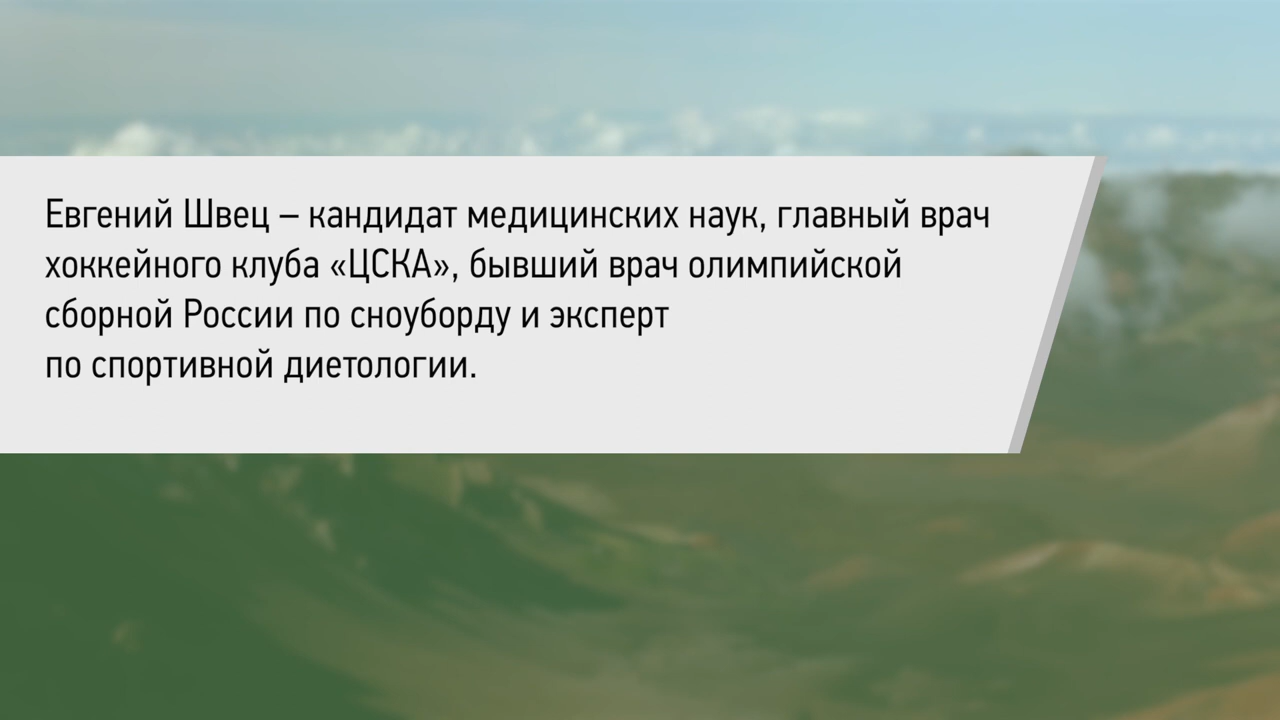 Евгений Швец – кандидат медицинских наук, главный врач
хоккейного клуба «ЦСКА», бывший врач олимпийской
сборной России по сноуборду и эксперт
по спортивной диетологии.